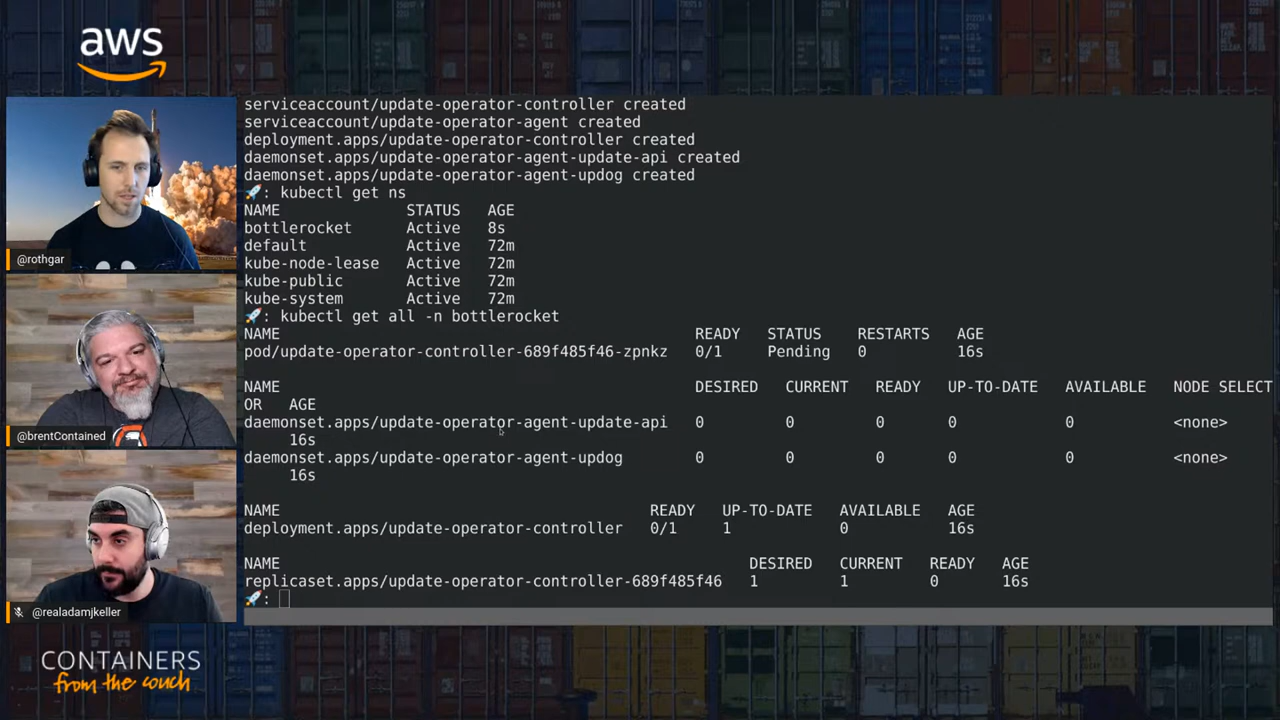 aws
@rothgar
@brentContained
@realadamjkeller
CONTAINERS
from the couch
serviceaccount/update-operator-controller created
serviceaccount/update-operator-agent created
deployment.apps/update-operator-controller created
daemonset.apps/update-operator-agent-update-api created
daemonset.apps/update-operator-agent-updog created
🚀: kubectl get ns
NAME STATUS AGE
bottlerocket Active 8s
default Active 72m
kube-node-lease Active 72m
kube-public Active 72m
kube-system Active 72m
🚀: kubectl get all -n bottlerocket
NAME READY STATUS RESTARTS AGE
pod/update-operator-controller-689f485f46-zpnkz 0/1 Pending 0 16s
NAME DESIRED CURRENT READY UP-TO-DATE AVAILABLE NODE SELECT
OR AGE
daemonset.apps/update-operator-agent-update-api 0 0 0 0 0 <none>
16s
daemonset.apps/update-operator-agent-updog 0 0 0 0 0 <none>
16s
NAME READY UP-TO-DATE AVAILABLE AGE
deployment.apps/update-operator-controller 0/1 1 0 16s
NAME DESIRED CURRENT READY AGE
replicaset.apps/update-operator-controller-689f485f46 1 1 0 16s
🚀: